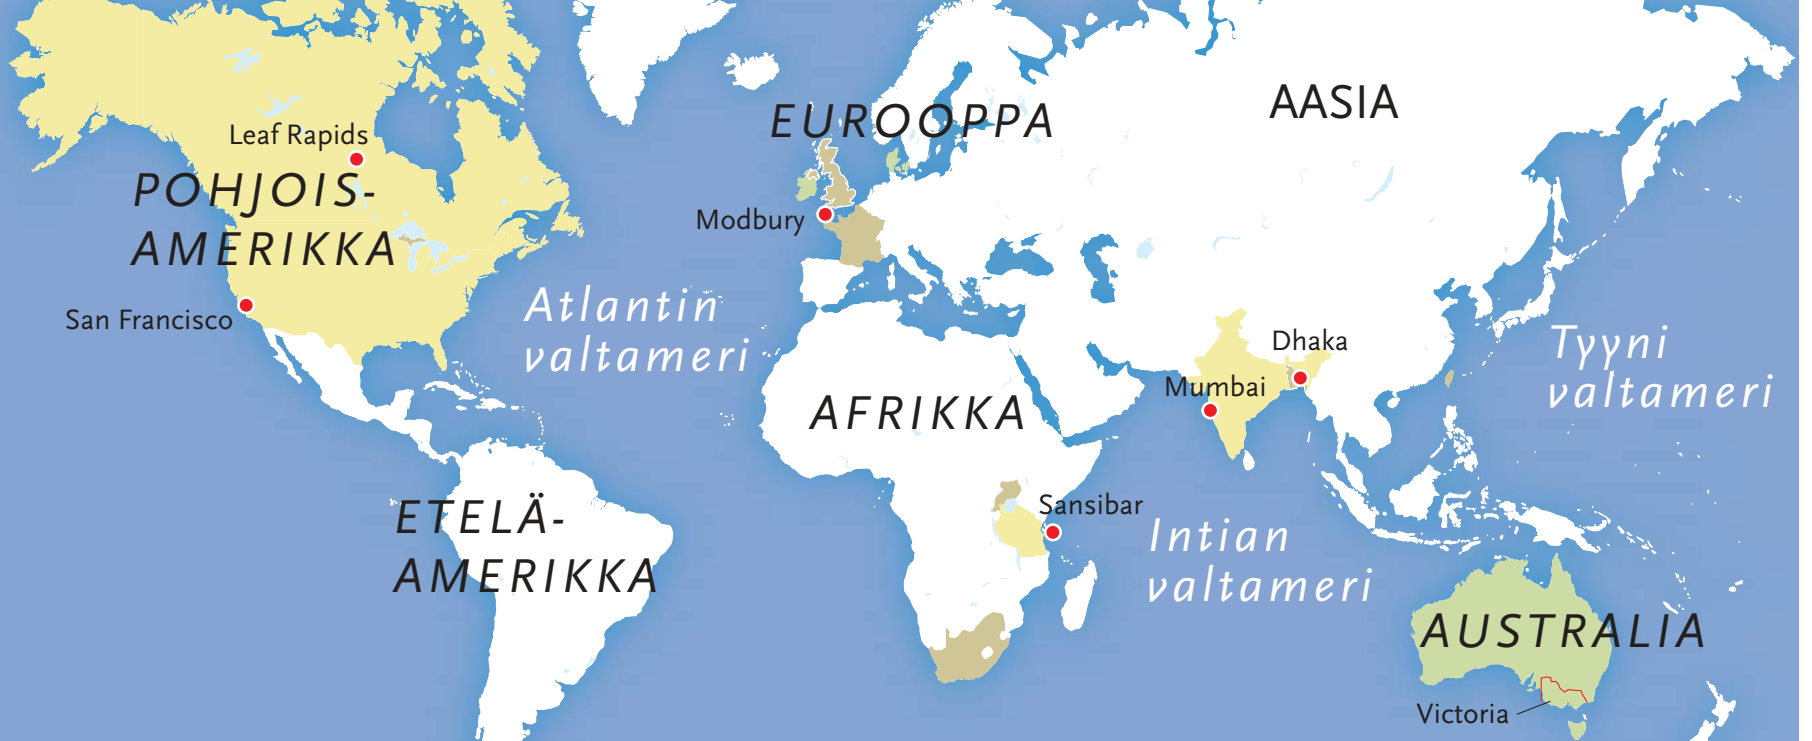 AASIA
EUROOPPA
Leaf Rapids
POHJOIS-
AMERIKKA
Modbury
San Francisco
Atlantin
valtameri
Dhaka
Mumbai
Tyyni
valtameri
AFRIKKA
Sansibar
ETELÄ-
AMERIKKA
Intian
valtameri
AUSTRALIA
Victoria